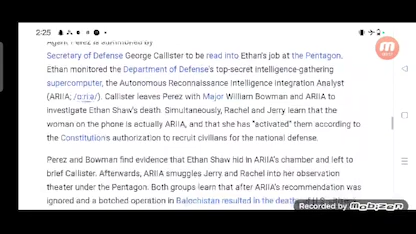 2:25
Agent Perez is summoned by
Secretary of Defense George Callister to be read into Ethan's job at the Pentagon.
Ethan monitored the Department of Defense's top-secret intelligence-gathering
supercomputer, the Autonomous Reconnaissance Intelligence Integration Analyst
(ARIIA; /ɑːriə/). Callister leaves Perez with Major William Bowman and ARIIA to
investigate Ethan Shaw's death. Simultaneously, Rachel and Jerry learn that the
woman on the phone is actually ARIIA, and that she has "activated" them according to
the Constitution's authorization to recruit civilians for the national defense.
Perez and Bowman find evidence that Ethan Shaw hid in ARIIA's chamber and left to
brief Callister. Afterwards, ARIIA smuggles Jerry and Rachel into her observation
theater under the Pentagon. Both groups learn that after ARIIA's recommendation was
ignored and a botched operation in Balochistan resulted in the death of
Recorded by
Mobizen